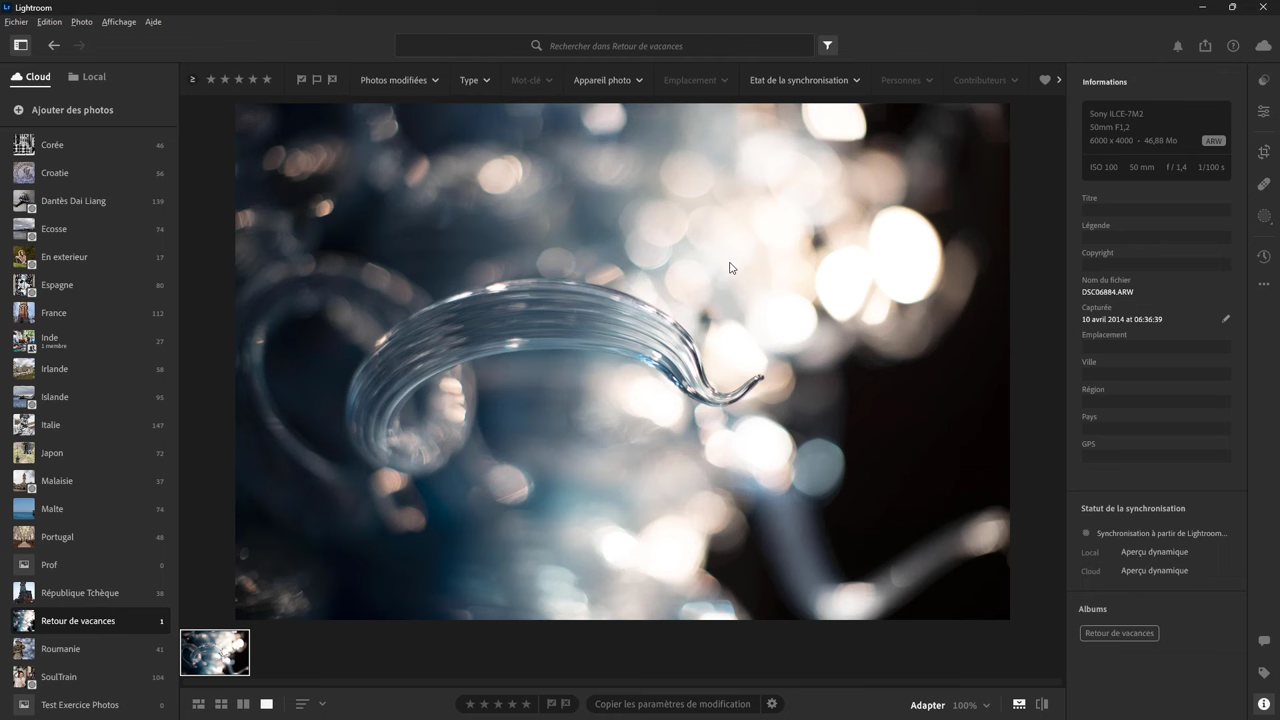 Lr Lightroom
Fichier Edition Photo Affichage Aide
Rechercher dans Retour de vacances
Cloud Local
≥ Photos modifiées Type Mot-clé Appareil photo Emplacement Etat de la synchronisation Personnes Contributeurs
Ajouter des photos
Corée 46
Croatie 56
Dantès Dai Liang 139
Ecosse 74
En exterieur 17
Espagne 80
France 112
Inde 27
1 membre
Irlande 58
Islande 95
Italie 147
Japon 72
Malaisie 37
Malte 74
Portugal 48
Prof 0
République Tchèque 38
Retour de vacances 1
Roumanie 41
SoulTrain 104
Test Exercice Photos 0
Copier les paramètres de modification
Adapter 100%
Informations
Sony ILCE-7M2
50mm F1,2
6000 x 4000 • 46,88 Mo ARW
ISO 100 50 mm f / 1,4 1/100 s
Titre
Légende
Copyright
Nom du fichier
DSC06884.ARW
Capturée
10 avril 2014 at 06:36:39
Emplacement
Ville
Région
Pays
GPS
Statut de la synchronisation
Synchronisation à partir de Lightroom...
Local Aperçu dynamique
Cloud Aperçu dynamique
Albums
Retour de vacances